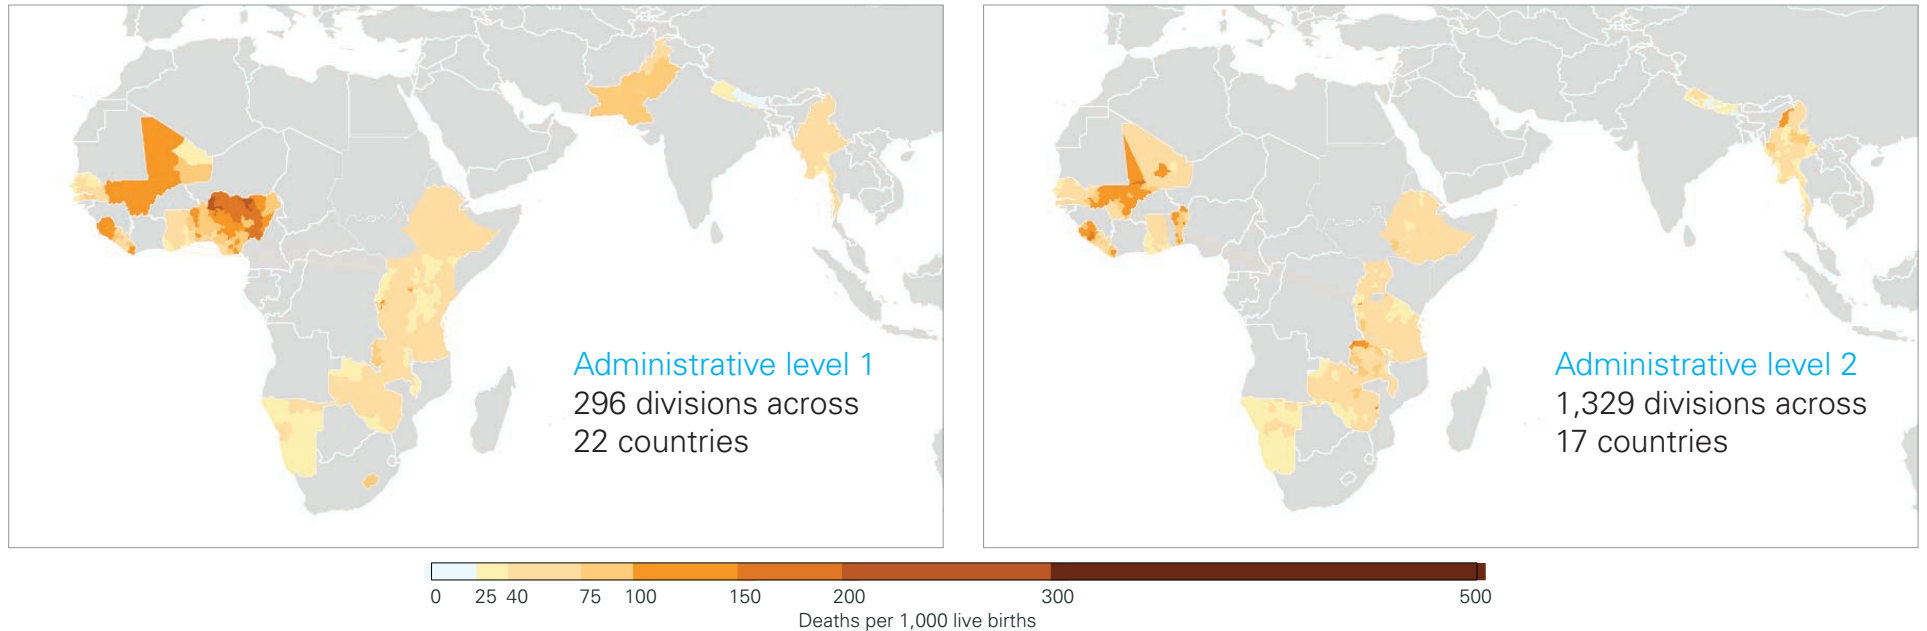 Administrative level 1
296 divisions across
22 countries
Administrative level 2
1,329 divisions across
17 countries
0 25 40 75 100 150 200 300 500
Deaths per 1,000 live births